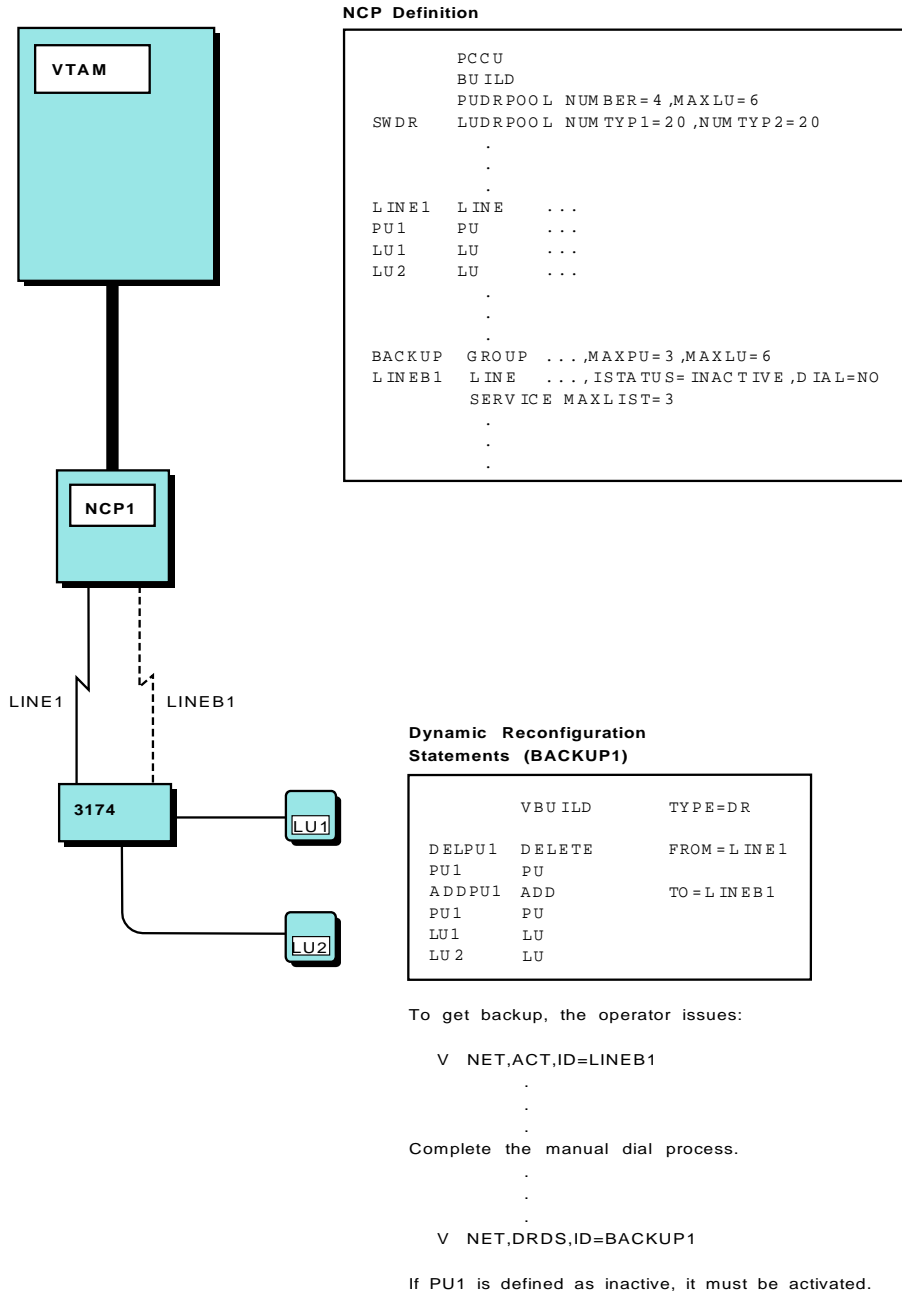 NCP Definition
VTAM
PCCU
BUILD
PUDRPOOL NUMBER=4,MAXLU=6
SWDR LUDRPOOL NUMTYP1=20,NUMTYP2=20
.
.
.
LINE1 LINE ...
PU1 PU ...
LU1 LU ...
LU2 LU ...
.
.
.
BACKUP GROUP ...,MAXPU=3,MAXLU=6
LINEB1 LINE ...,ISTATUS=INACTIVE,DIAL=NO
SERVICE MAXLIST=3
.
.
.
NCP1
LINE1
LINEB1
3174
LU1
LU2
Dynamic Reconfiguration
Statements (BACKUP1)
VBUILD TYPE=DR
DELPU1 DELETE FROM=LINE1
PU1 PU
ADDPU1 ADD TO=LINEB1
PU1 PU
LU1 LU
LU2 LU
To get backup, the operator issues:
V NET,ACT,ID=LINEB1
.
.
.
Complete the manual dial process.
.
.
.
V NET,DRDS,ID=BACKUP1
If PU1 is defined as inactive, it must be activated.